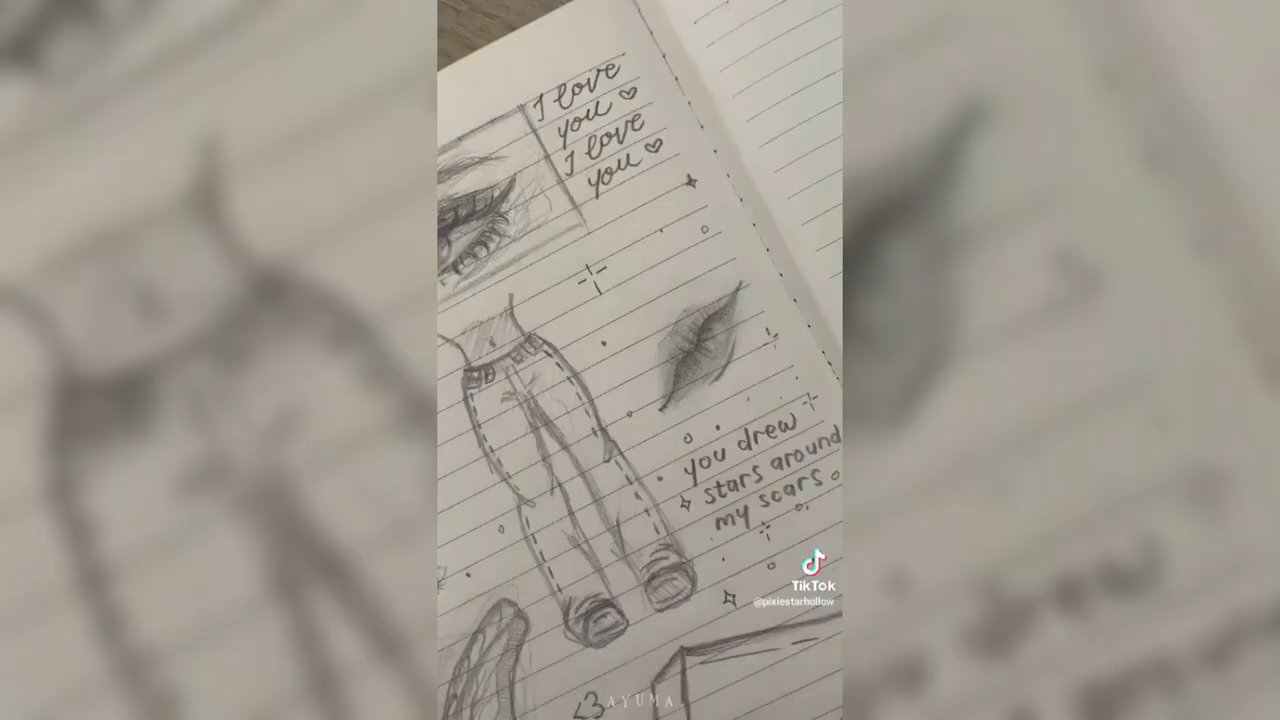 I love
you ♡
I love
you ♡
you drew
stars around
my scars
TikTok
@pixiestarhollow
<3
AYUMA